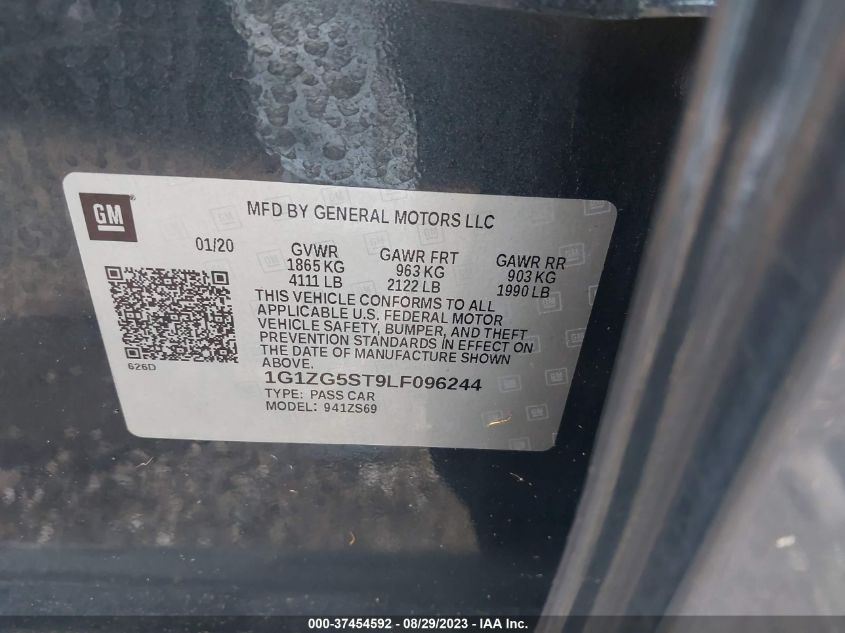 GM
MFD BY GENERAL MOTORS LLC
01/20 GVWR GAWR FRT GAWR RR
1865 KG 963 KG 903 KG
4111 LB 2122 LB 1990 LB
THIS VEHICLE CONFORMS TO ALL
APPLICABLE U.S. FEDERAL MOTOR
VEHICLE SAFETY, BUMPER, AND THEFT
PREVENTION STANDARDS IN EFFECT ON
THE DATE OF MANUFACTURE SHOWN
ABOVE.
626D
1G1ZG5ST9LF096244
TYPE: PASS CAR
MODEL: 941ZS69
000-37454592 - 08/29/2023 - IAA Inc.